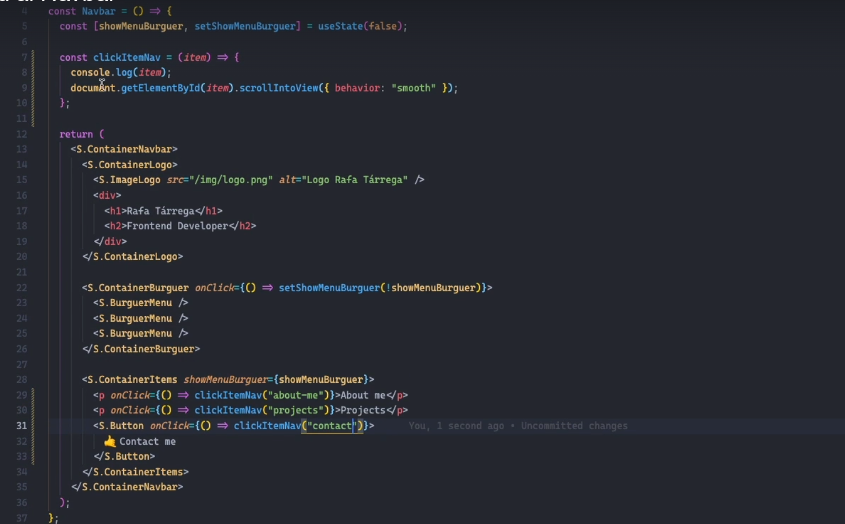 4 const Navbar = () => {
5 const [showMenuBurguer, setShowMenuBurguer] = useState(false);
6
7 const clickItemNav = (item) => {
8 console.log(item);
9 document.getElementById(item).scrollIntoView({ behavior: "smooth" });
10 };
11
12 return (
13 <S.ContainerNavbar>
14 <S.ContainerLogo>
15 <S.ImageLogo src="/img/logo.png" alt="Logo Rafa Tárrega" />
16 <div>
17 <h1>Rafa Tárrega</h1>
18 <h2>Frontend Developer</h2>
19 </div>
20 </S.ContainerLogo>
21
22 <S.ContainerBurguer onClick={() => setShowMenuBurguer(!showMenuBurguer)}>
23 <S.BurguerMenu />
24 <S.BurguerMenu />
25 <S.BurguerMenu />
26 </S.ContainerBurguer>
27
28 <S.ContainerItems showMenuBurguer={showMenuBurguer}>
29 <p onClick={() => clickItemNav("about-me")}>About me</p>
30 <p onClick={() => clickItemNav("projects")}>Projects</p>
31 <S.Button onClick={() => clickItemNav("contact")}> You, 1 second ago • Uncommitted changes
32 🤙 Contact me
33 </S.Button>
34 </S.ContainerItems>
35 </S.ContainerNavbar>
36 );
37 };